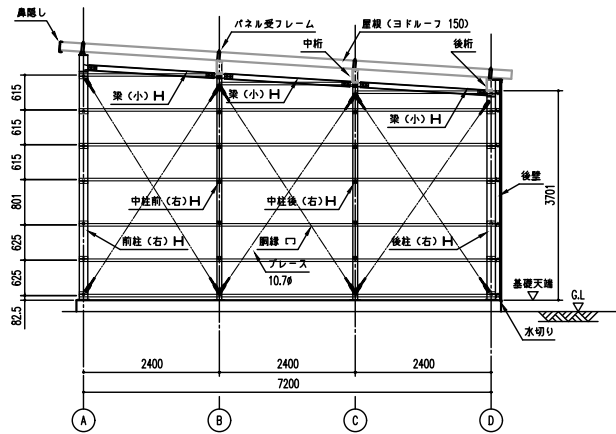 鼻隠し
パネル受フレーム
屋根(ヨドルーフ 150)
中桁
後桁
梁(小)H
梁(小)H
梁(小)H
615
615
615
801
625
625
82.5
後壁
3701
中柱前(右)H
中柱後(右)H
前柱(右)H
胴縁
後柱(右)H
ブレース
10.7φ
基礎天端
G.L
水切り
2400
2400
2400
7200
A
B
C
D